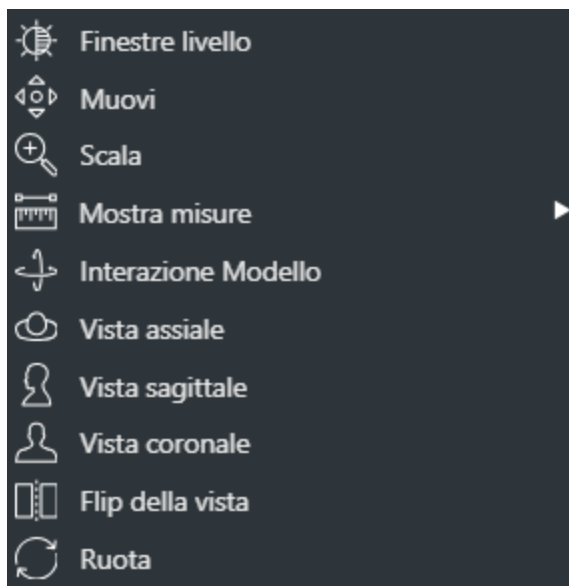 Finestre livello
Muovi
Scala
Mostra misure
Interazione Modello
Vista assiale
Vista sagittale
Vista coronale
Flip della vista
Ruota